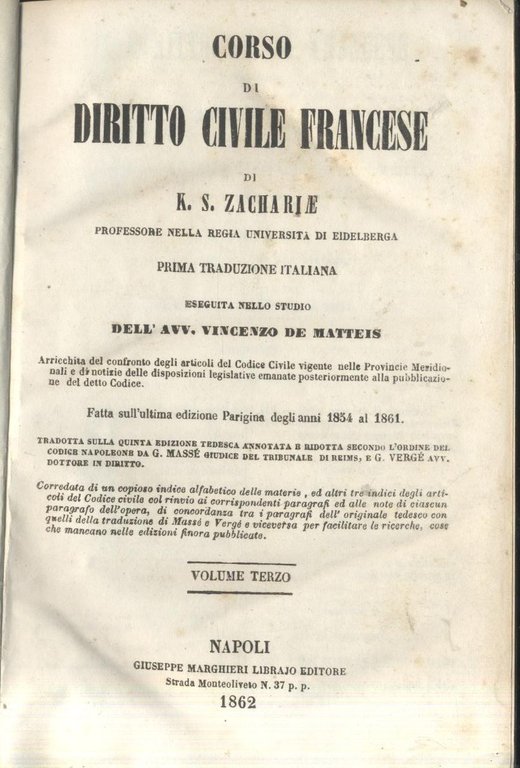 CORSO
DI
DIRITTO CIVILE FRANCESE
DI
K. S. ZACHARIÆ
PROFESSORE NELLA REGIA UNIVERSITÀ DI EIDELBERGA
PRIMA TRADUZIONE ITALIANA
ESEGUITA NELLO STUDIO
DELL' AVV. VINCENZO DE MATTEIS
Arricchita del confronto degli articoli del Codice Civile vigente nelle Provincie Meridio-
nali e di notizie delle disposizioni legislative emanate posteriormente alla pubblicazio-
ne del detto Codice.
Fatta sull'ultima edizione Parigina degli anni 1854 al 1861.
TRADOTTA SULLA QUINTA EDIZIONE TEDESCA ANNOTATA E RIDOTTA SECONDO L'ORDINE DEL
CODICE NAPOLEONE DA G. MASSÉ GIUDICE DEL TRIBUNALE DI REIMS, E G. VERGÉ AVV.
DOTTORE IN DIRITTO.
Corredata di un copioso indice alfabetico delle materie, ed altri tre indici degli arti-
coli del Codice civile col rinvio ai corrispondenti paragrafi ed alle note di ciascun
paragrafo dell'opera, di concordanza tra i paragrafi dell' originale tedesco con
quelli della traduzione di Massé e Vergé e viceversa per facilitare le ricerche, cose
che mancano nelle edizioni finora pubblicate.
VOLUME TERZO
NAPOLI
GIUSEPPE MARGHIERI LIBRAJO EDITORE
Strada Monteoliveto N. 37 p. p.
1862